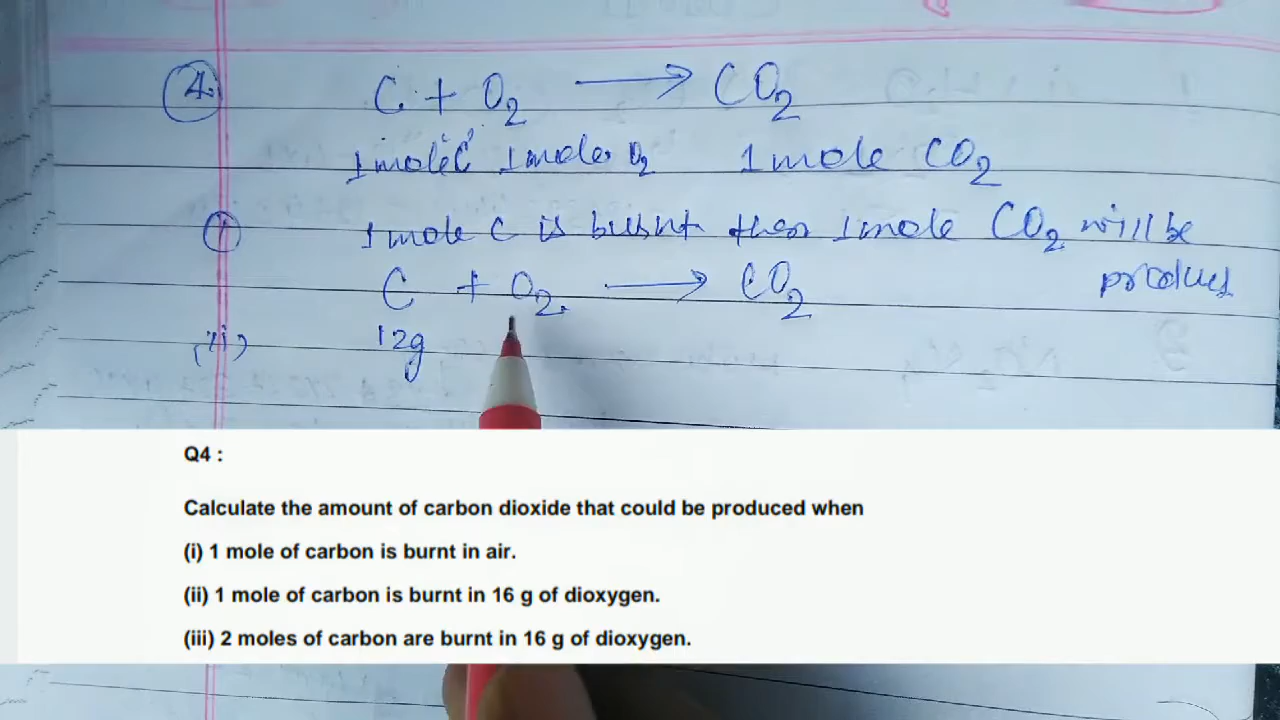 4. C + O₂ → CO₂
1 mole C 1 mole O₂ 1 mole CO₂
(i) 1 mole C is burnt then 1 mole CO₂ will be
produces
C + O₂ → CO₂
(ii) 12g
Q4 :
Calculate the amount of carbon dioxide that could be produced when
(i) 1 mole of carbon is burnt in air.
(ii) 1 mole of carbon is burnt in 16 g of dioxygen.
(iii) 2 moles of carbon are burnt in 16 g of dioxygen.